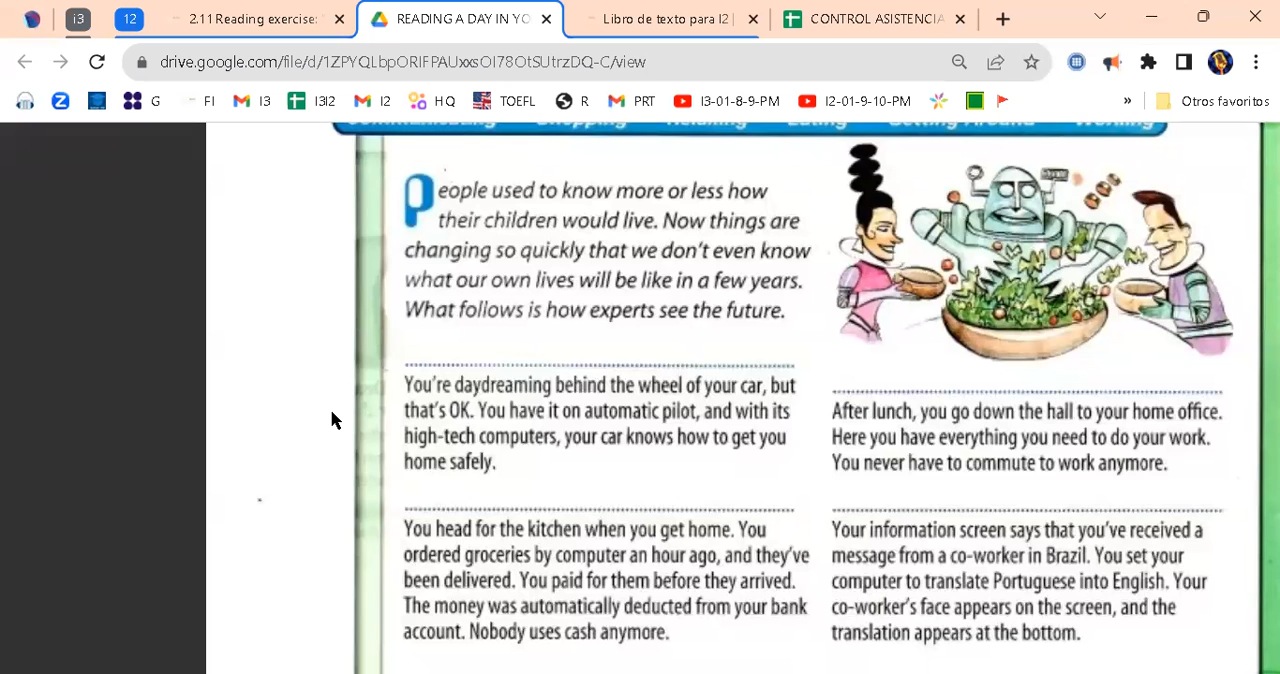 i3
12
2.11 Reading exercise:
READING A DAY IN YO
Libro de texto para I2 |
CONTROL ASISTENCIA
drive.google.com/file/d/1ZPYQLbpORIFPAUxxsOI78OtSUtrzDQ-C/view
G
FI
I3
I3I2
I2
HQ
TOEFL
R
PRT
I3-01-8-9-PM
I2-01-9-10-PM
»
Otros favoritos
Communicating Shopping Relaxing Eating Getting Around Working
People used to know more or less how
their children would live. Now things are
changing so quickly that we don't even know
what our own lives will be like in a few years.
What follows is how experts see the future.
You're daydreaming behind the wheel of your car, but
that's OK. You have it on automatic pilot, and with its
high-tech computers, your car knows how to get you
home safely.
You head for the kitchen when you get home. You
ordered groceries by computer an hour ago, and they've
been delivered. You paid for them before they arrived.
The money was automatically deducted from your bank
account. Nobody uses cash anymore.
After lunch, you go down the hall to your home office.
Here you have everything you need to do your work.
You never have to commute to work anymore.
Your information screen says that you've received a
message from a co-worker in Brazil. You set your
computer to translate Portuguese into English. Your
co-worker's face appears on the screen, and the
translation appears at the bottom.